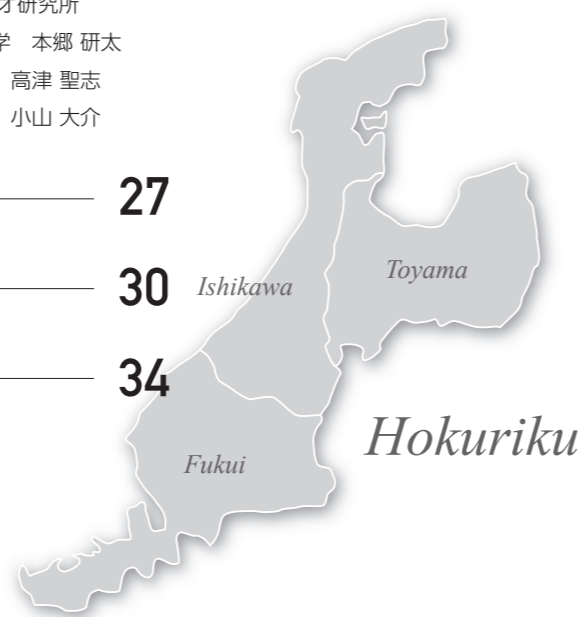 才研究所
学　本郷 研太
高津 聖志
小山 大介
27
30
34
Ishikawa
Toyama
Fukui
Hokuriku